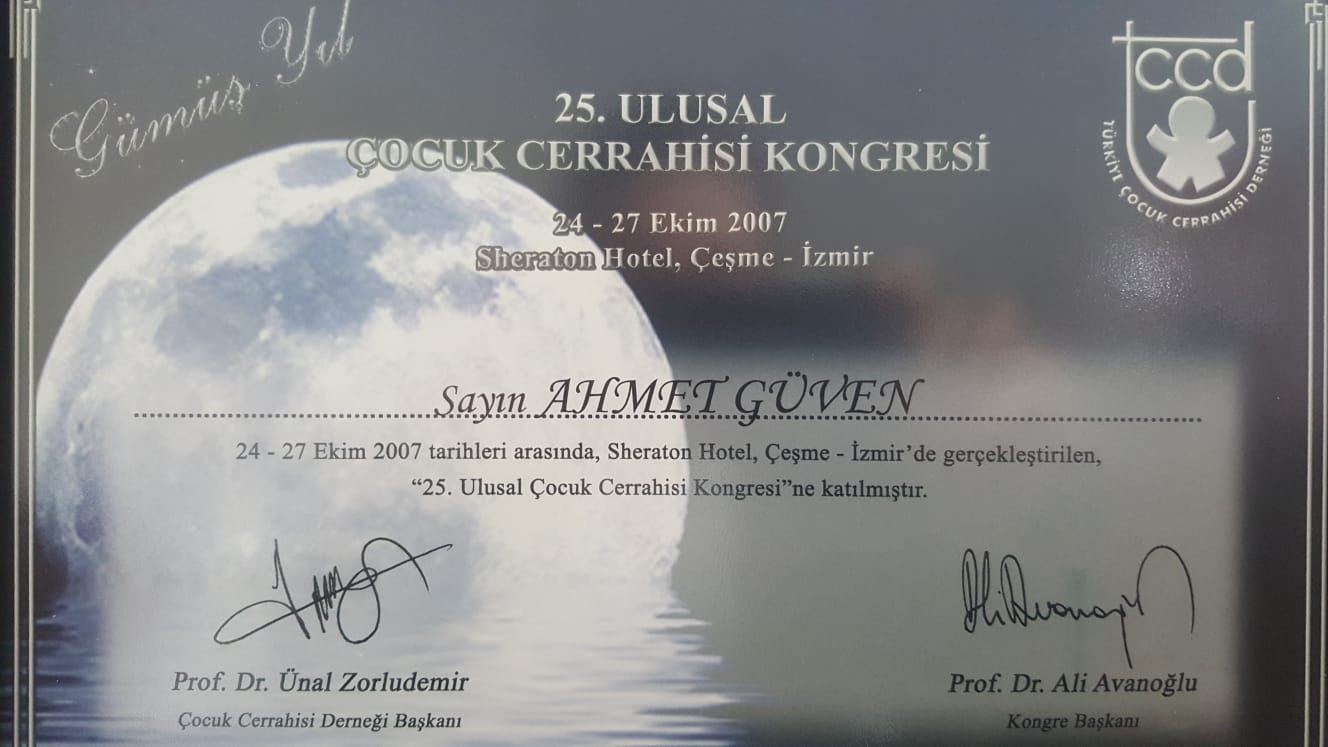 Gümüş Yıl
tccd
TÜRKİYE ÇOCUK CERRAHİSİ DERNEĞİ
25. ULUSAL
ÇOCUK CERRAHİSİ KONGRESİ
24 - 27 Ekim 2007
Sheraton Hotel, Çeşme - İzmir
Sayın AHMET GÜVEN
24 - 27 Ekim 2007 tarihleri arasında, Sheraton Hotel, Çeşme - İzmir’de gerçekleştirilen,
“25. Ulusal Çocuk Cerrahisi Kongresi”ne katılmıştır.
Prof. Dr. Ünal Zorludemir
Çocuk Cerrahisi Derneği Başkanı
Ali Avanoğlu
Prof. Dr. Ali Avanoğlu
Kongre Başkanı